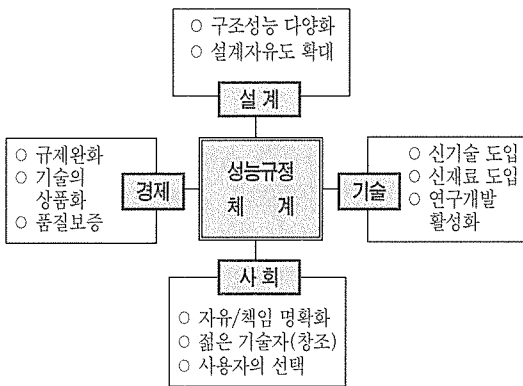 ○ 구조성능 다양화
○ 설계자유도 확대
설 계
○ 규제완화
○ 기술의
상품화
○ 품질보증
경제
성능규정
체 계
기술
○ 신기술 도입
○ 신재료 도입
○ 연구개발
활성화
사 회
○ 자유/책임 명확화
○ 젊은 기술자(창조)
○ 사용자의 선택